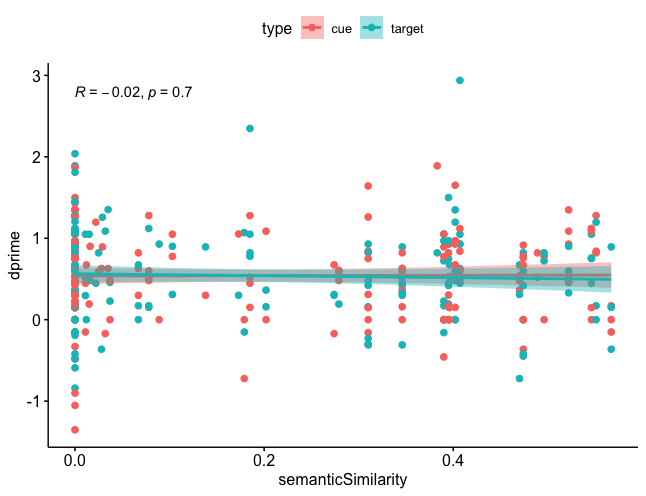 type cue target
R = −0.02, p = 0.7
3
2
1
0
-1
dprime
0.0 0.2 0.4
semanticSimilarity